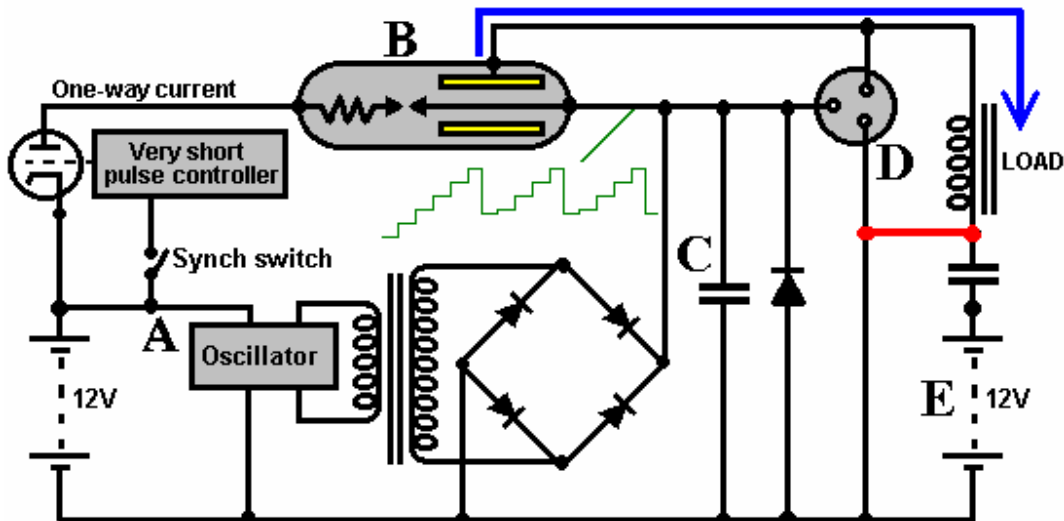 B
One-way current
Very short
pulse controller
D
LOAD
Synch switch
C
A
Oscillator
12V
E
12V